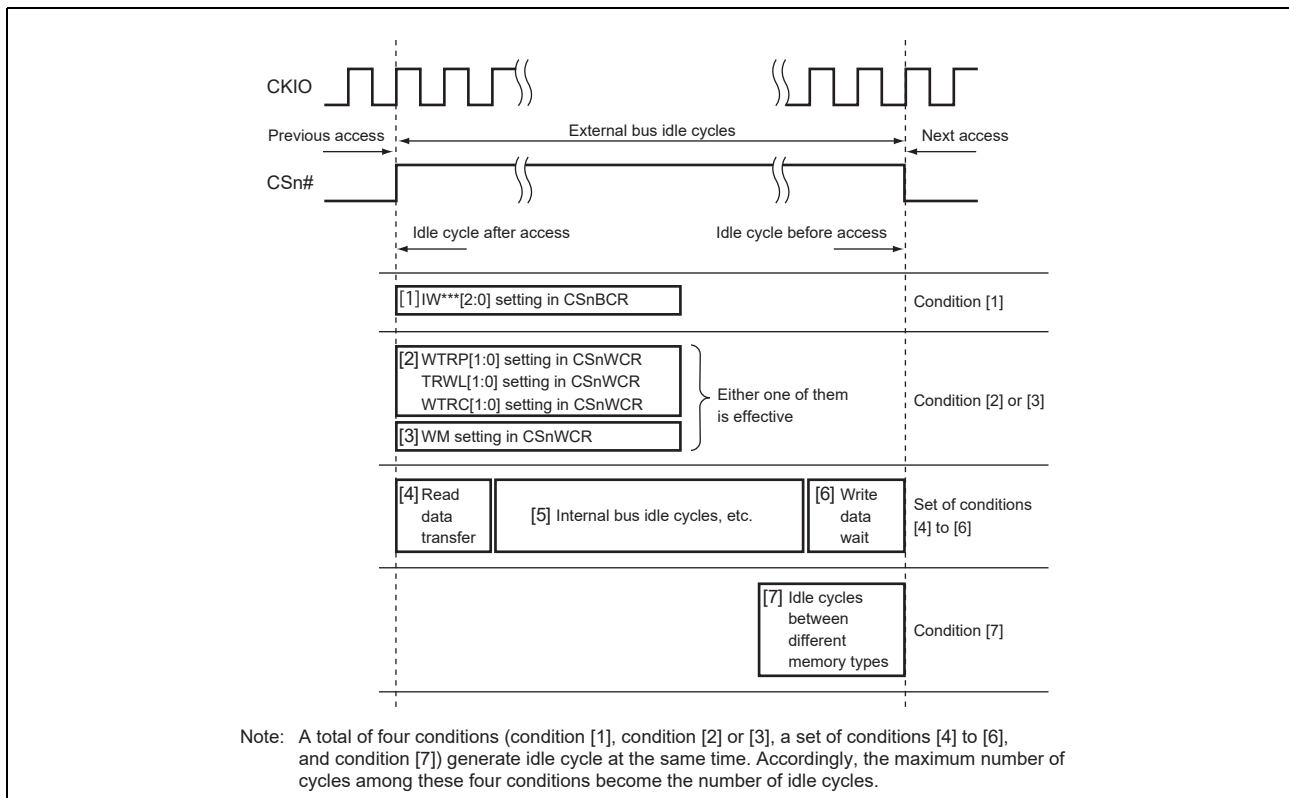 CKIO
Previous access
External bus idle cycles
Next access
CSn#
Idle cycle after access
Idle cycle before access
[1]IW***[2:0] setting in CSnBCR
Condition [1]
[2] WTRP[1:0] setting in CSnWCR
TRWL[1:0] setting in CSnWCR
WTRC[1:0] setting in CSnWCR
[3] WM setting in CSnWCR
Either one of them
is effective
Condition [2] or [3]
[4] Read
data
transfer
[5] Internal bus idle cycles, etc.
[6] Write
data
wait
Set of conditions
[4] to [6]
[7] Idle cycles
between
different
memory types
Condition [7]
Note: A total of four conditions (condition [1], condition [2] or [3], a set of conditions [4] to [6],
and condition [7]) generate idle cycle at the same time. Accordingly, the maximum number of
cycles among these four conditions become the number of idle cycles.